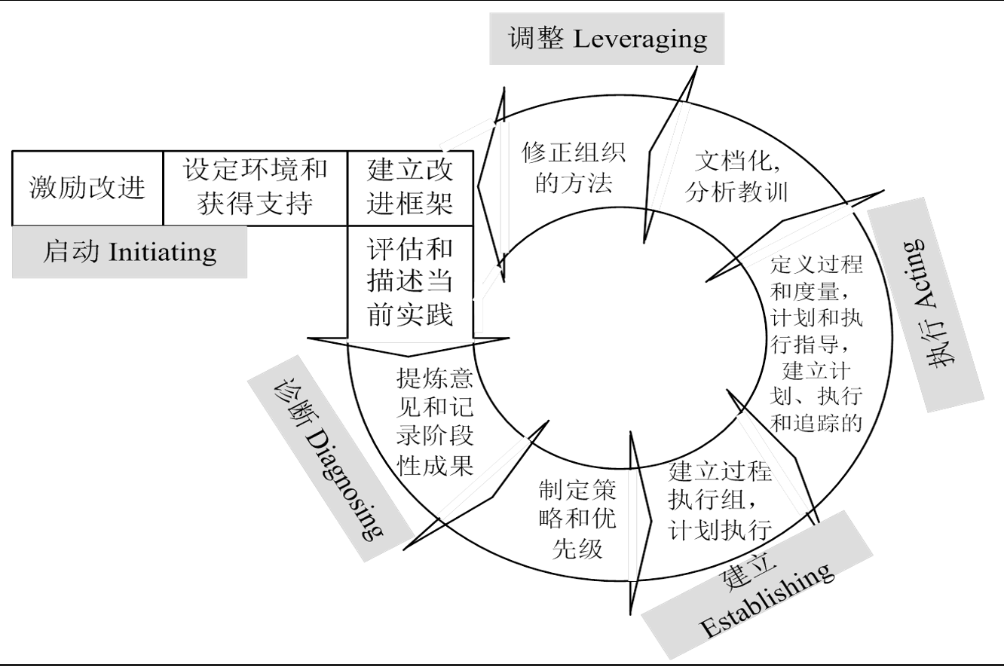 调整 Leveraging
激励改进
设定环境和
获得支持
建立改
进框架
启动 Initiating
评估和
描述当
前实践
诊断 Diagnosing
提炼意
见和记
录阶段
性成果
制定策
略和优
先级
建立过程
执行组，
计划执行
建立
Establishing
定义过程
和度量，
计划和执
行指导，
建立计
划、执行
和追踪的
执行 Acting
文档化，
分析教训
修正组织
的方法